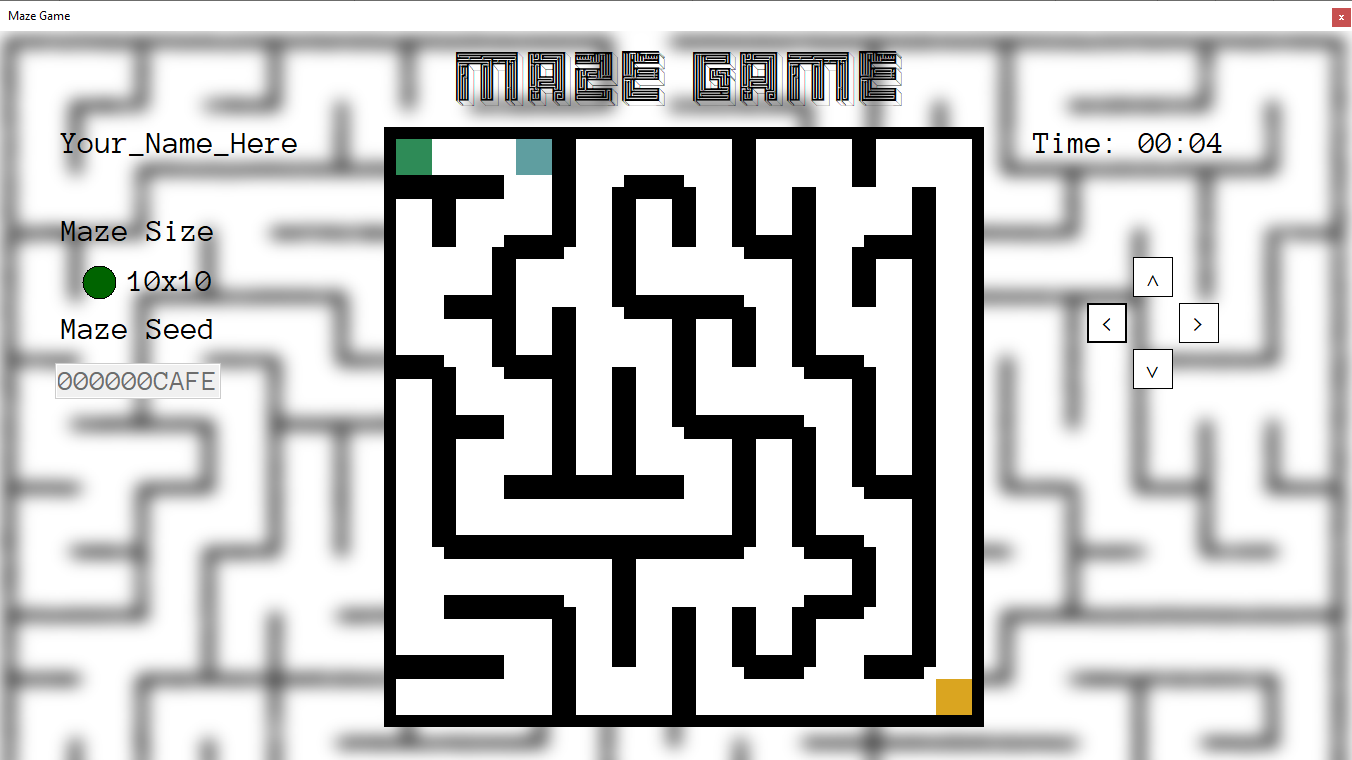 Maze Game
x
MAZE GAME
Your_Name_Here
Time: 00:04
Maze Size
10x10
Maze Seed
000000CAFE
^
< >
v